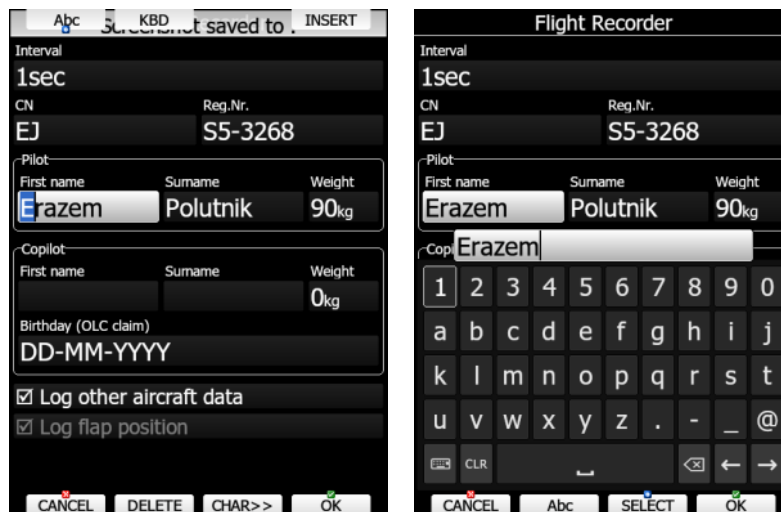 Abc KBD INSERT
Screenshot saved to .
Interval
1sec
CN Reg.Nr.
EJ S5-3268
Pilot
First name Surname Weight
Erazem Polutnik 90kg
Copilot
First name Surname Weight
0kg
Birthday (OLC claim)
DD-MM-YYYY
Log other aircraft data
Log flap position
CANCEL DELETE CHAR>> OK
Flight Recorder
Interval
1sec
CN Reg.Nr.
EJ S5-3268
Pilot
First name Surname Weight
Erazem Polutnik 90kg
Copi
Erazem
1 2 3 4 5 6 7 8 9 0
a b c d e f g h i j
k l m n o p q r s t
u v w x y z . - _ @
CLR ← →
CANCEL Abc SELECT OK